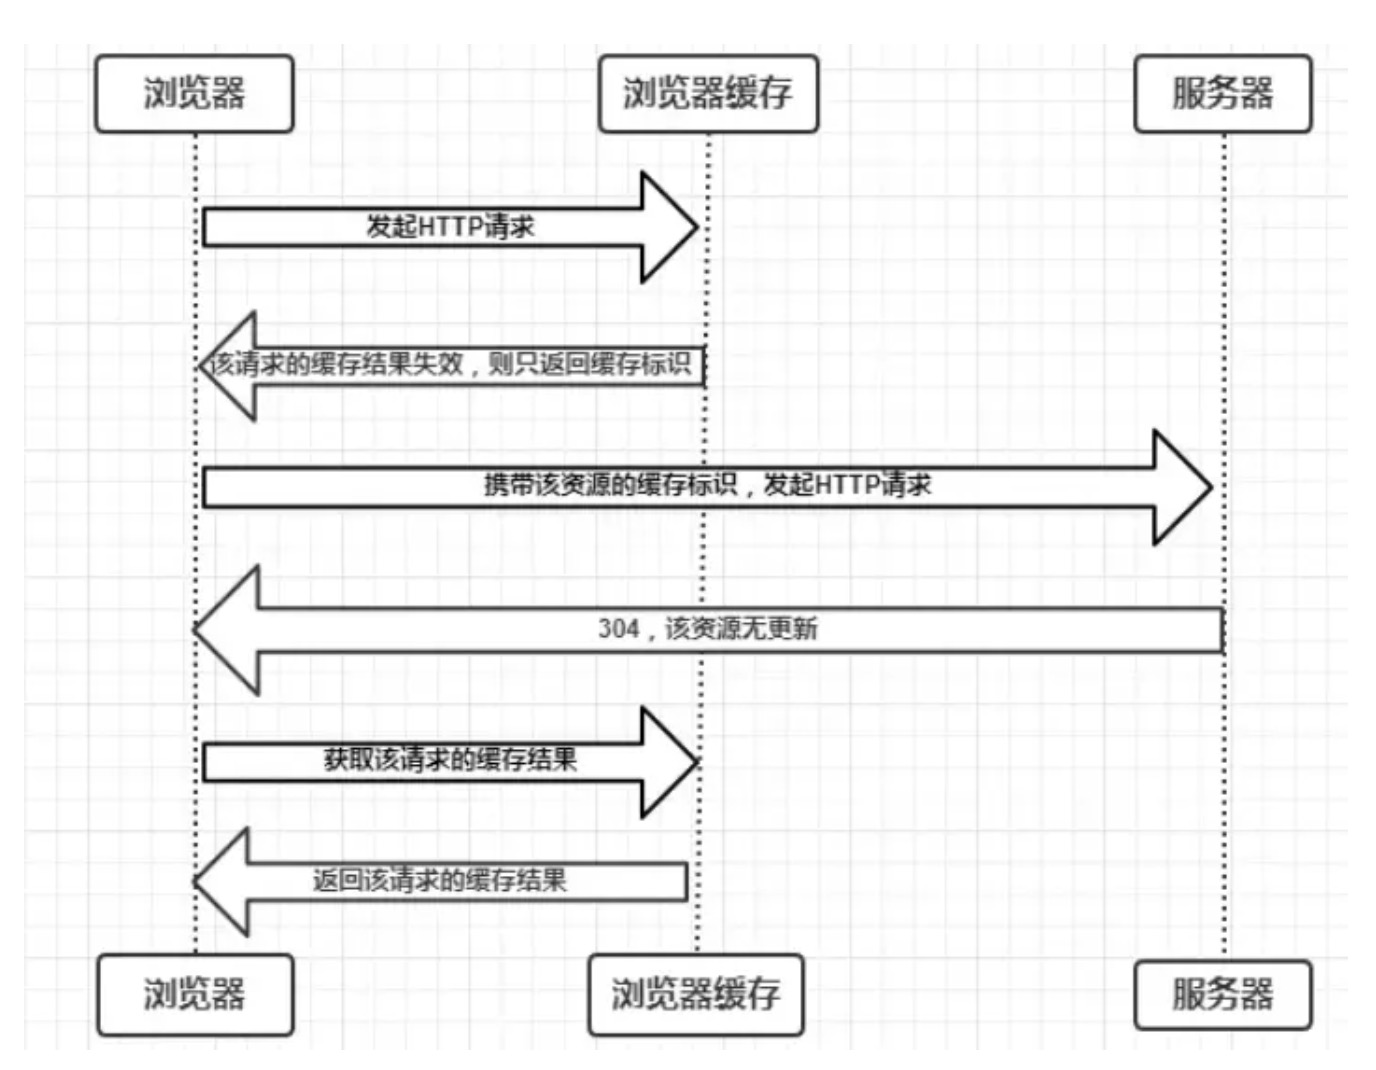 浏览器
浏览器缓存
服务器
发起HTTP请求
该请求的缓存结果失效，则只返回缓存标识
携带该资源的缓存标识，发起HTTP请求
304，该资源无更新
获取该请求的缓存结果
返回该请求的缓存结果
浏览器
浏览器缓存
服务器